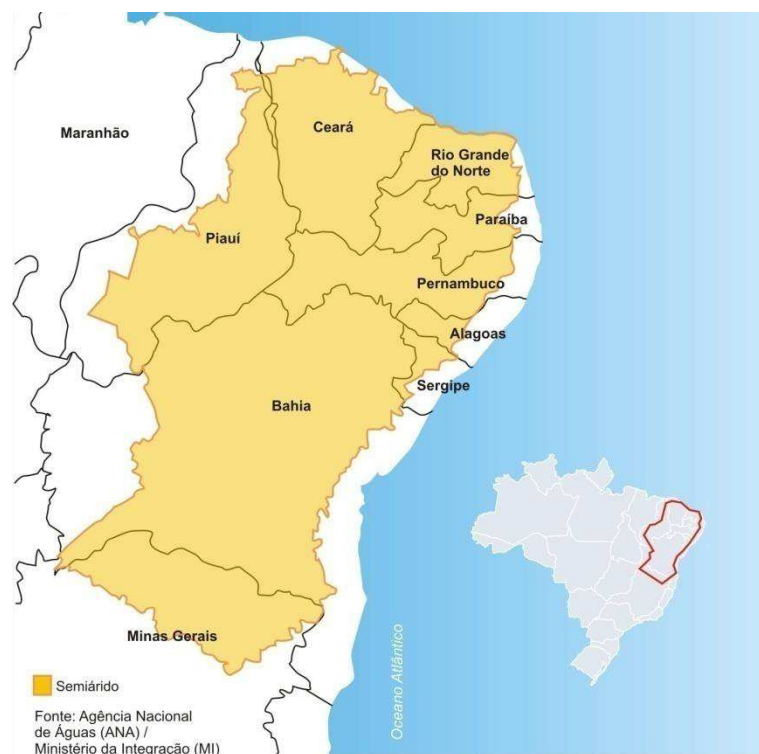 Maranhão
Ceará
Rio Grande
do Norte
Paraíba
Piauí
Pernambuco
Alagoas
Sergipe
Bahia
Minas Gerais
Semiárido
Fonte: Agência Nacional
de Águas (ANA) /
Ministério da Integração (MI)
Oceano Atlântico